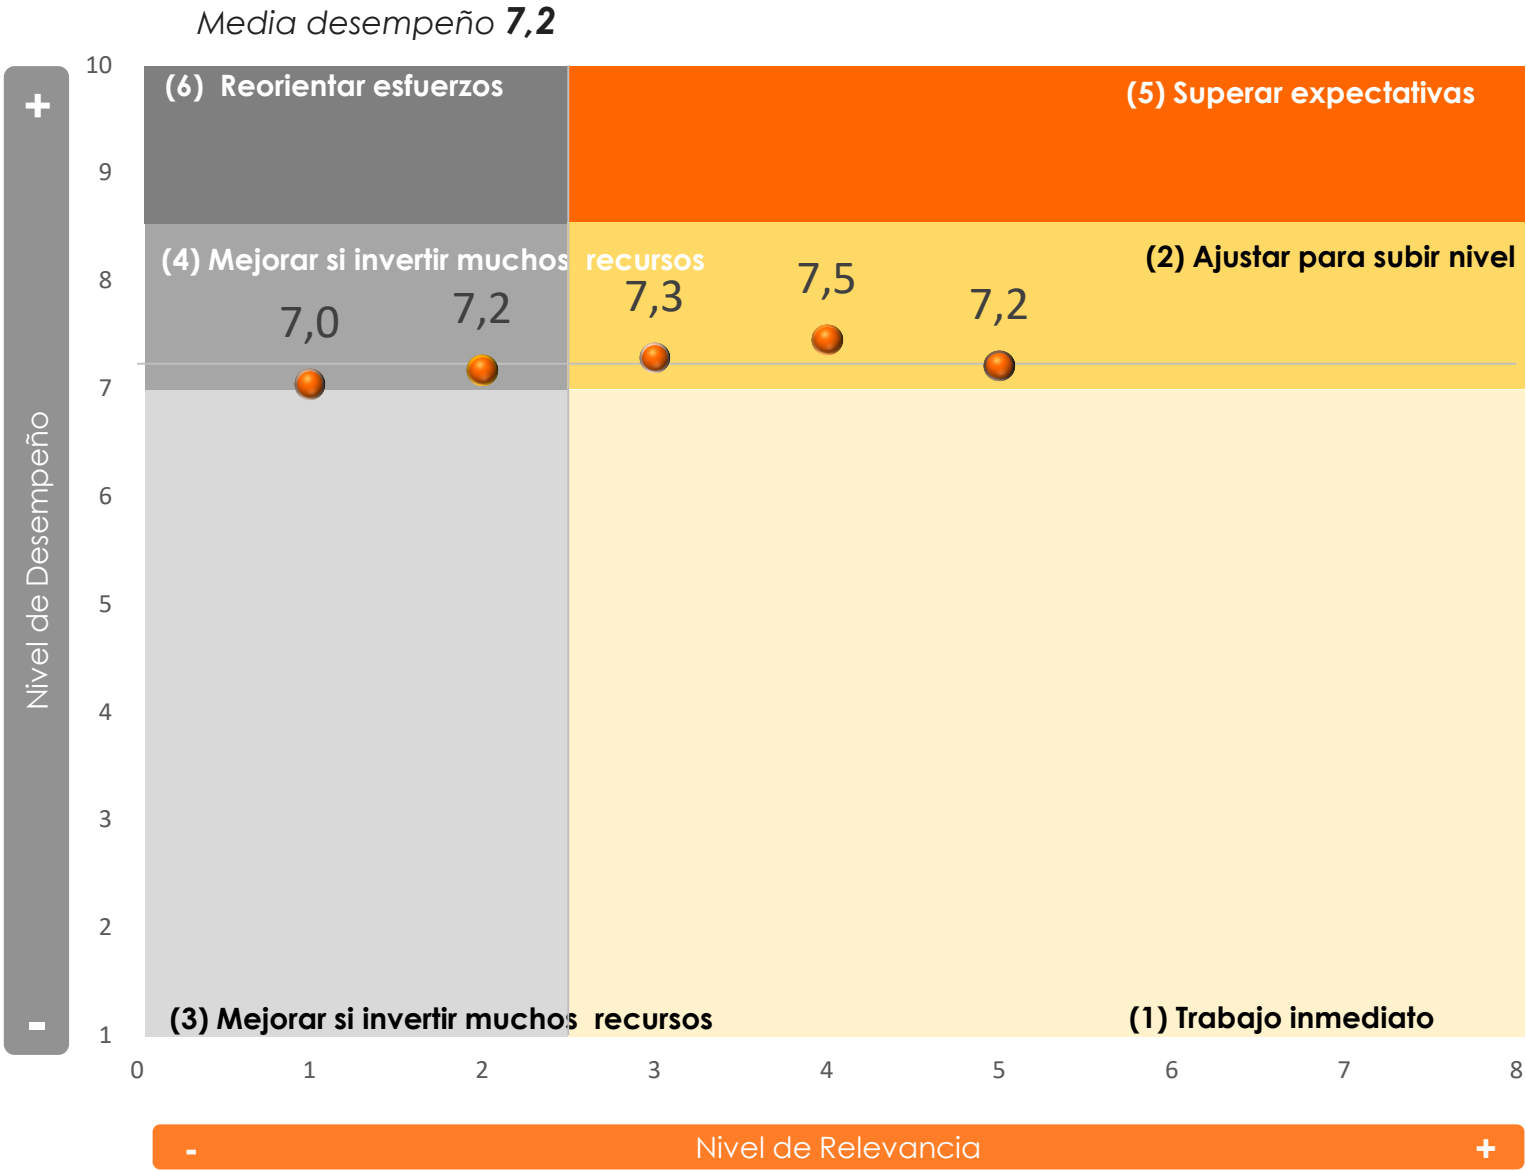 Media desempeño 7,2
+
Nivel de Desempeño
-
10
9
8
7
6
5
4
3
2
1
(6) Reorientar esfuerzos
(5) Superar expectativas
(4) Mejorar si invertir muchos recursos
(2) Ajustar para subir nivel
7,0
7,2
7,3
7,5
7,2
(3) Mejorar si invertir muchos recursos
(1) Trabajo inmediato
0 1 2 3 4 5 6 7 8
- Nivel de Relevancia +